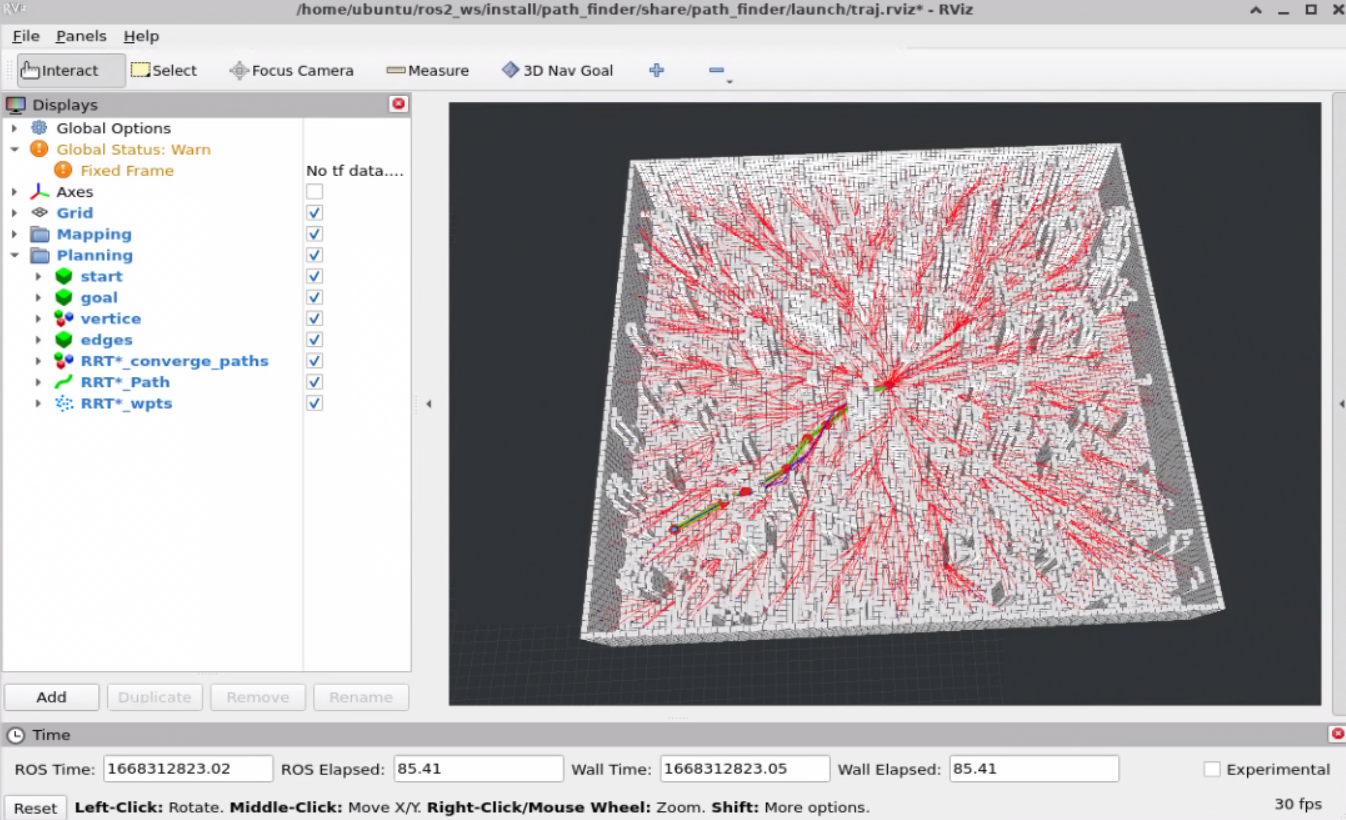 RViz
/home/ubuntu/ros2_ws/install/path_finder/share/path_finder/launch/traj.rviz* - RViz
File Panels Help
Interact Select Focus Camera Measure 3D Nav Goal
Displays
Global Options
Global Status: Warn
Fixed Frame No tf data....
Axes
Grid
Mapping
Planning
start
goal
vertice
edges
RRT*_converge_paths
RRT*_Path
RRT*_wpts
Add Duplicate Remove Rename
Time
ROS Time: 1668312823.02 ROS Elapsed: 85.41 Wall Time: 1668312823.05 Wall Elapsed: 85.41 Experimental
Reset Left-Click: Rotate. Middle-Click: Move X/Y. Right-Click/Mouse Wheel: Zoom. Shift: More options. 30 fps